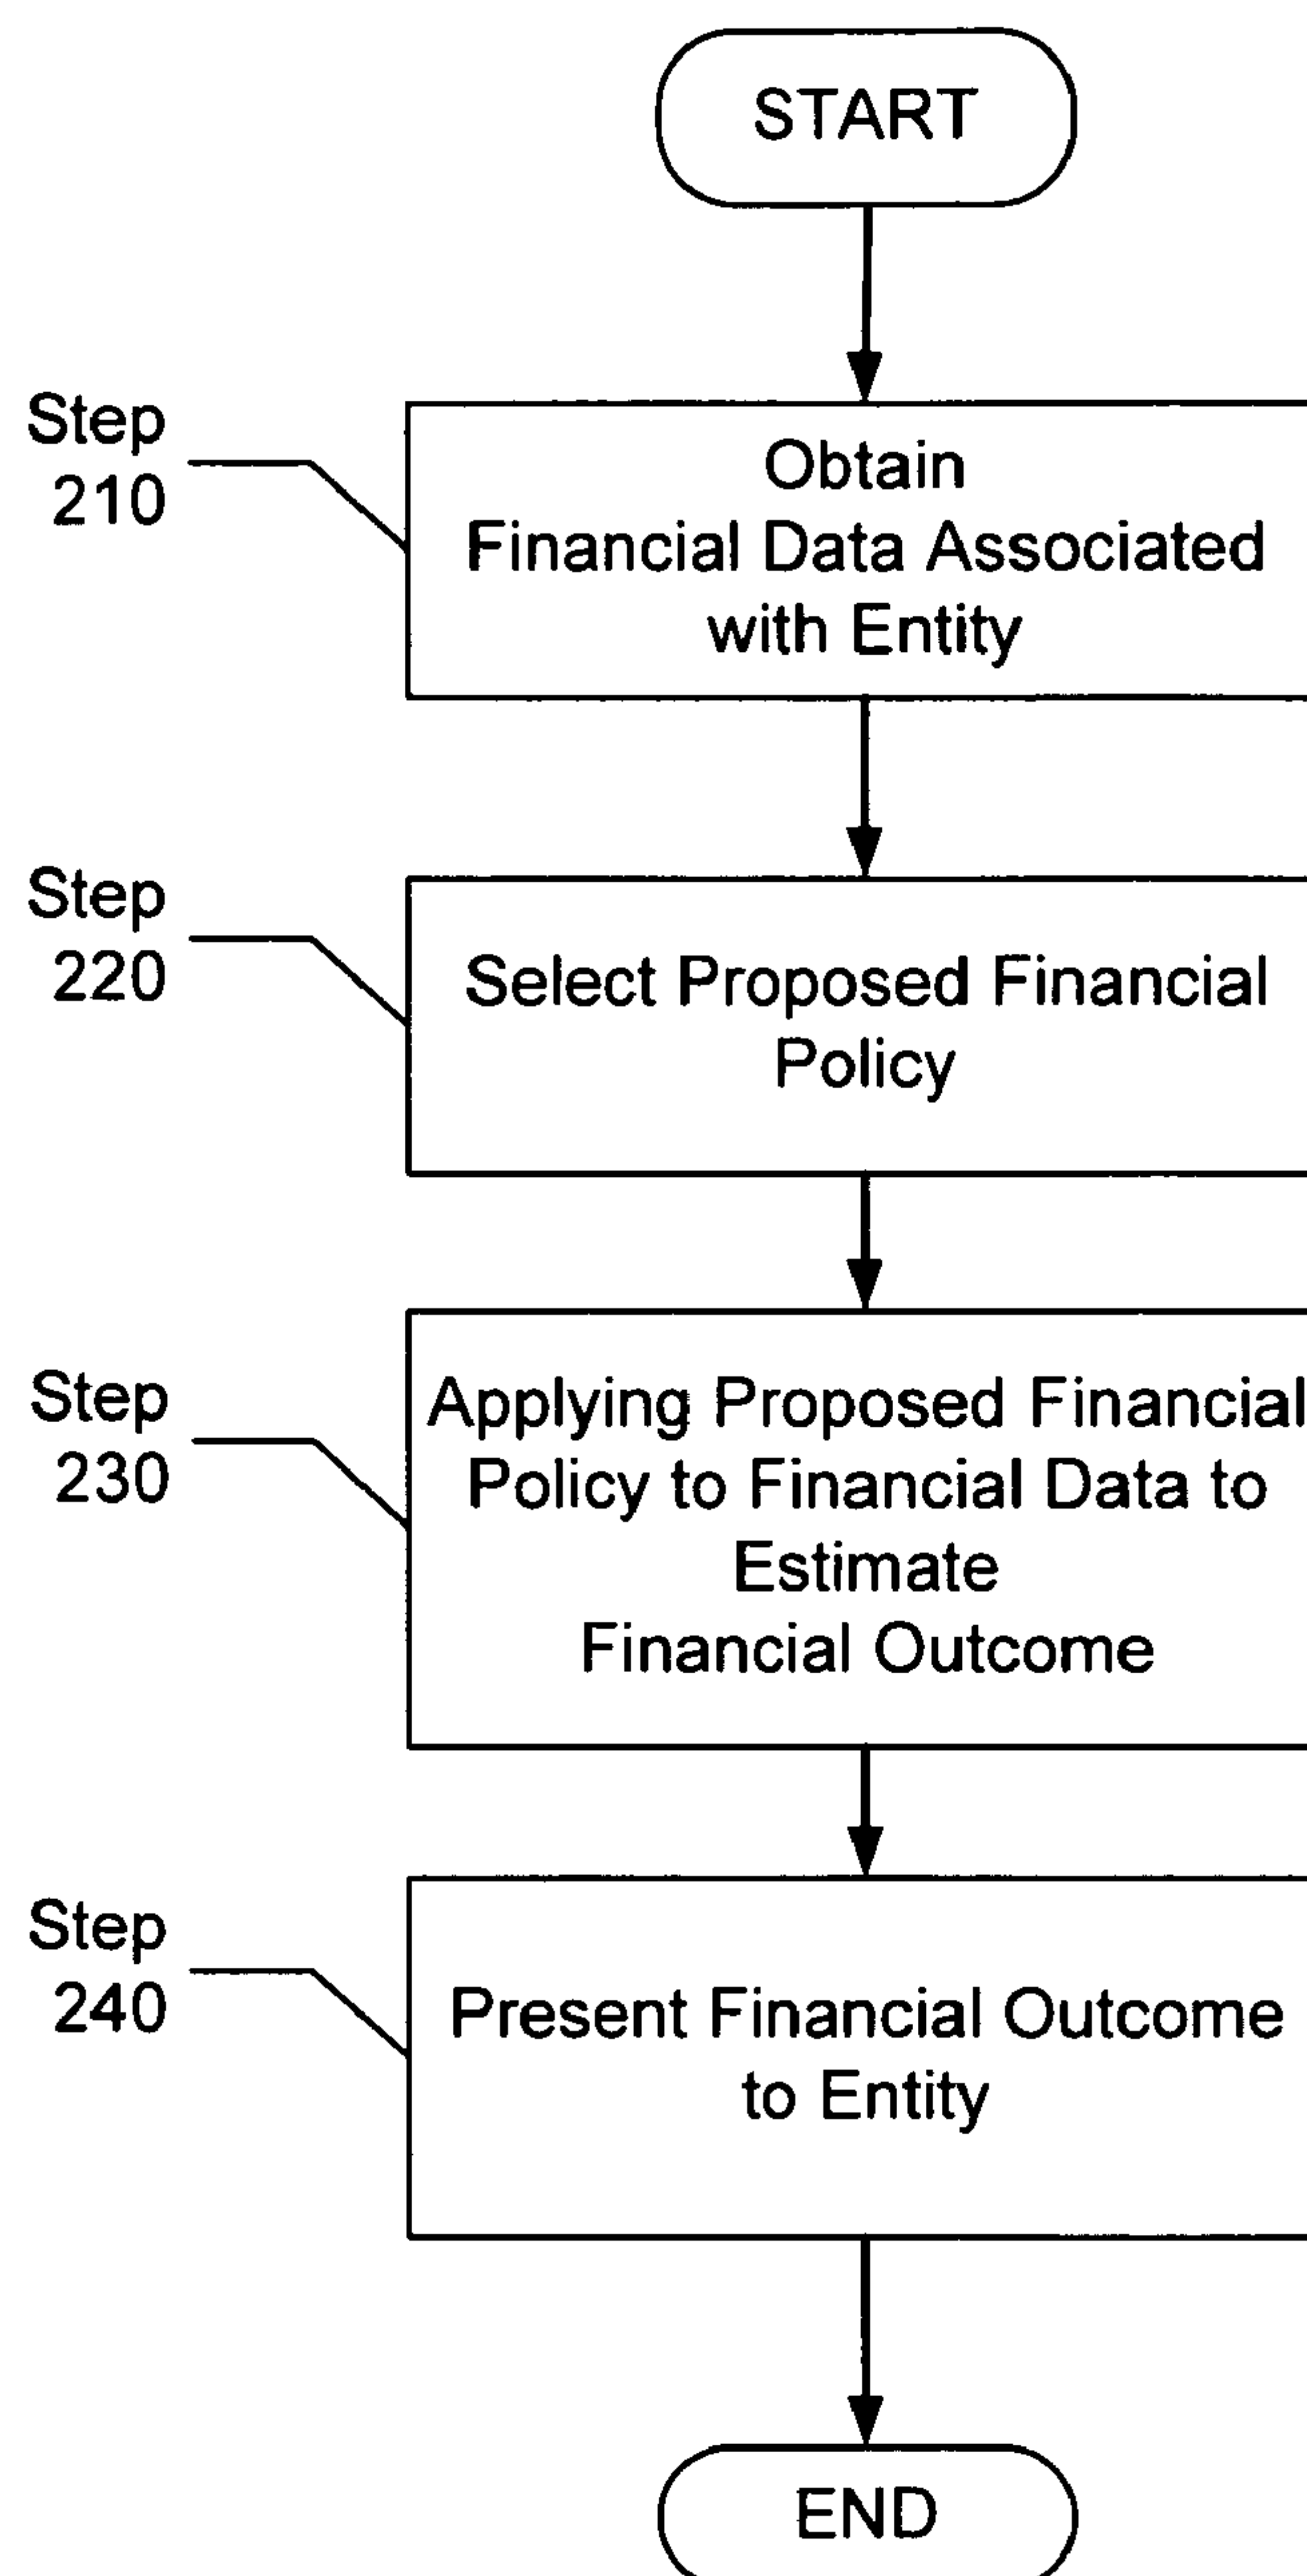 START
Step
210
Obtain
Financial Data Associated
with Entity
Step
220
Select Proposed Financial
Policy
Step
230
Applying Proposed Financial
Policy to Financial Data to
Estimate
Financial Outcome
Step
240
Present Financial Outcome
to Entity
END